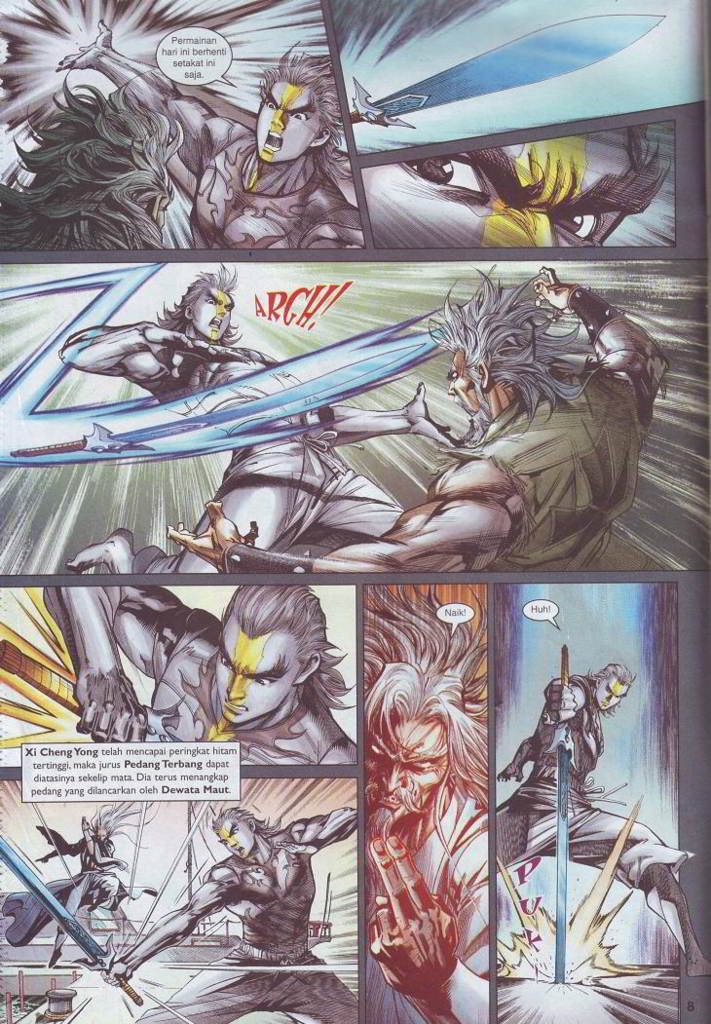 Permainan
hari ini berhenti
setakat ini
saja.
ARGH!
Xi Cheng Yong telah mencapai peringkat hitam
tertinggi, maka jurus Pedang Terbang dapat
diatasinya sekelip mata. Dia terus menangkap
pedang yang dilancarkan oleh Dewata Maut.
Naik!
Huh!
PUK
8